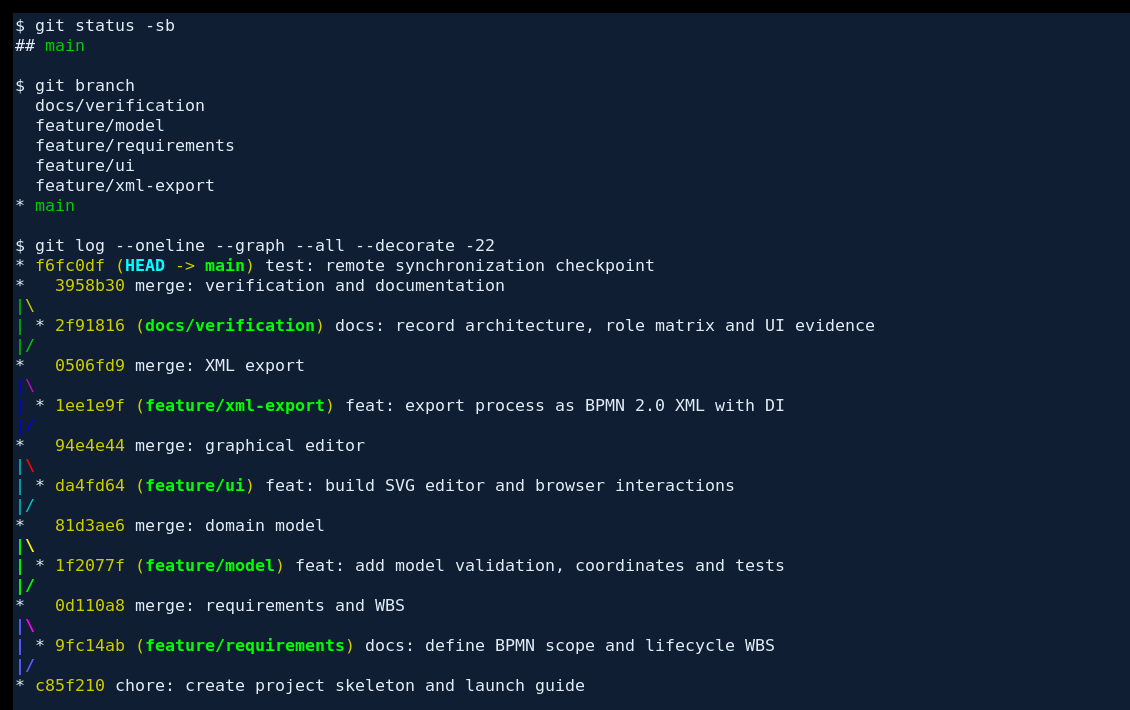 $ git status -sb
## main

$ git branch
  docs/verification
  feature/model
  feature/requirements
  feature/ui
  feature/xml-export
* main

$ git log --oneline --graph --all --decorate -22
* f6fc0df (HEAD -> main) test: remote synchronization checkpoint
*   3958b30 merge: verification and documentation
|\
| * 2f91816 (docs/verification) docs: record architecture, role matrix and UI evidence
|/
*   0506fd9 merge: XML export
|\
| * 1ee1e9f (feature/xml-export) feat: export process as BPMN 2.0 XML with DI
|/
*   94e4e44 merge: graphical editor
|\
| * da4fd64 (feature/ui) feat: build SVG editor and browser interactions
|/
*   81d3ae6 merge: domain model
|\
| * 1f2077f (feature/model) feat: add model validation, coordinates and tests
|/
*   0d110a8 merge: requirements and WBS
|\
| * 9fc14ab (feature/requirements) docs: define BPMN scope and lifecycle WBS
|/
* c85f210 chore: create project skeleton and launch guide